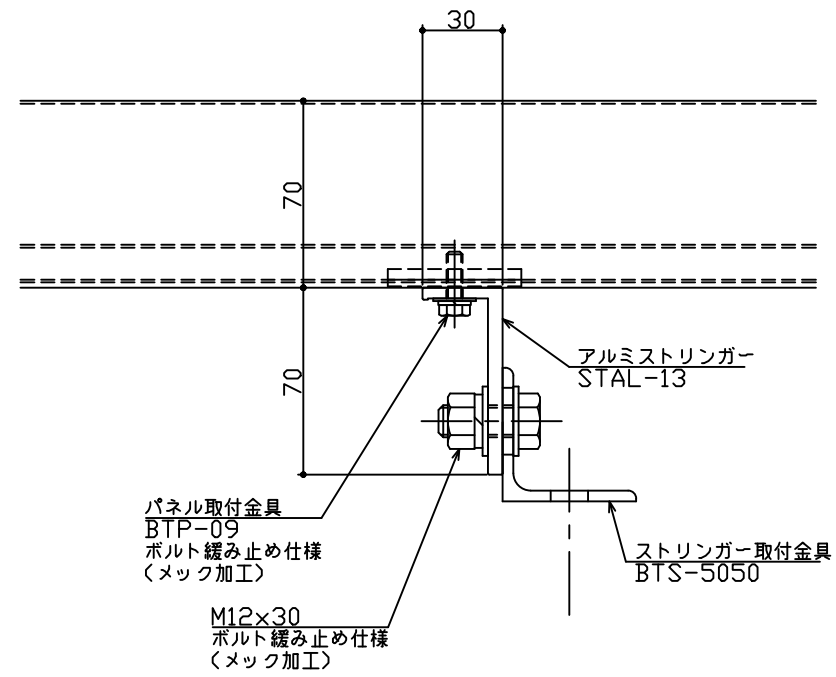 30
70
70
アルミストリンガー
STAL-13
パネル取付金具
BTP-09
ボルト緩み止め仕様
(メック加工)
ストリンガー取付金具
BTS-5050
M12×30
ボルト緩み止め仕様
(メック加工)